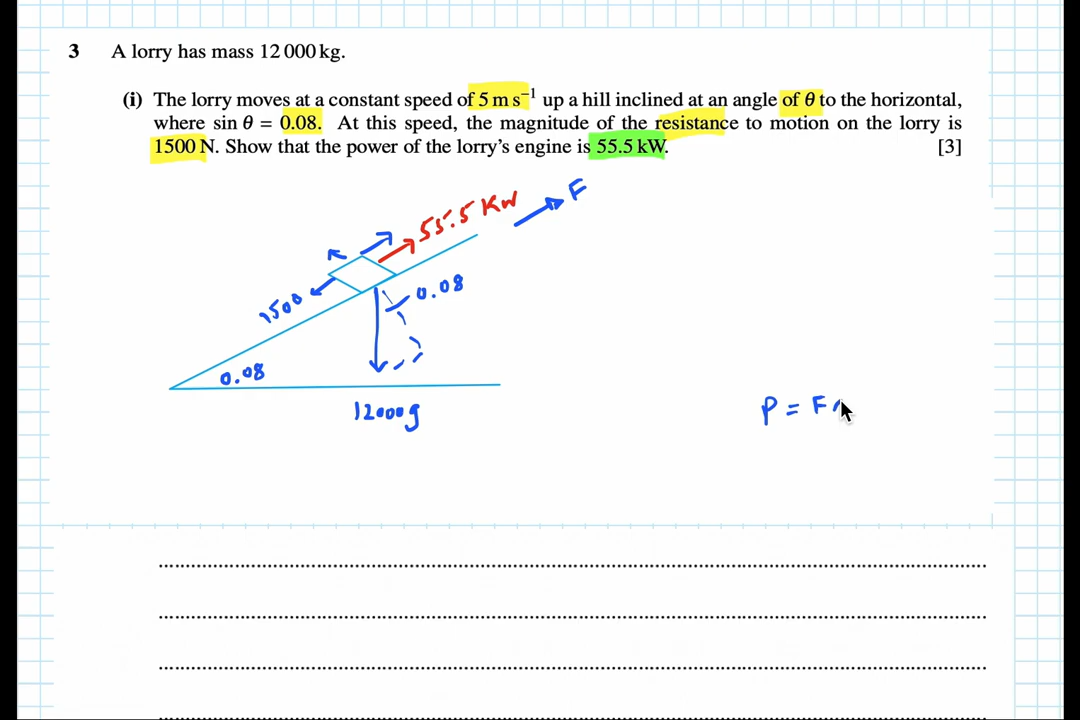 3 A lorry has mass 12 000 kg.
(i) The lorry moves at a constant speed of 5 m s⁻¹ up a hill inclined at an angle of θ to the horizontal,
where sin θ = 0.08. At this speed, the magnitude of the resistance to motion on the lorry is
1500 N. Show that the power of the lorry's engine is 55.5 kW. [3]
F
55.5 KW
1500
0.08
0.08
12000g
P = F